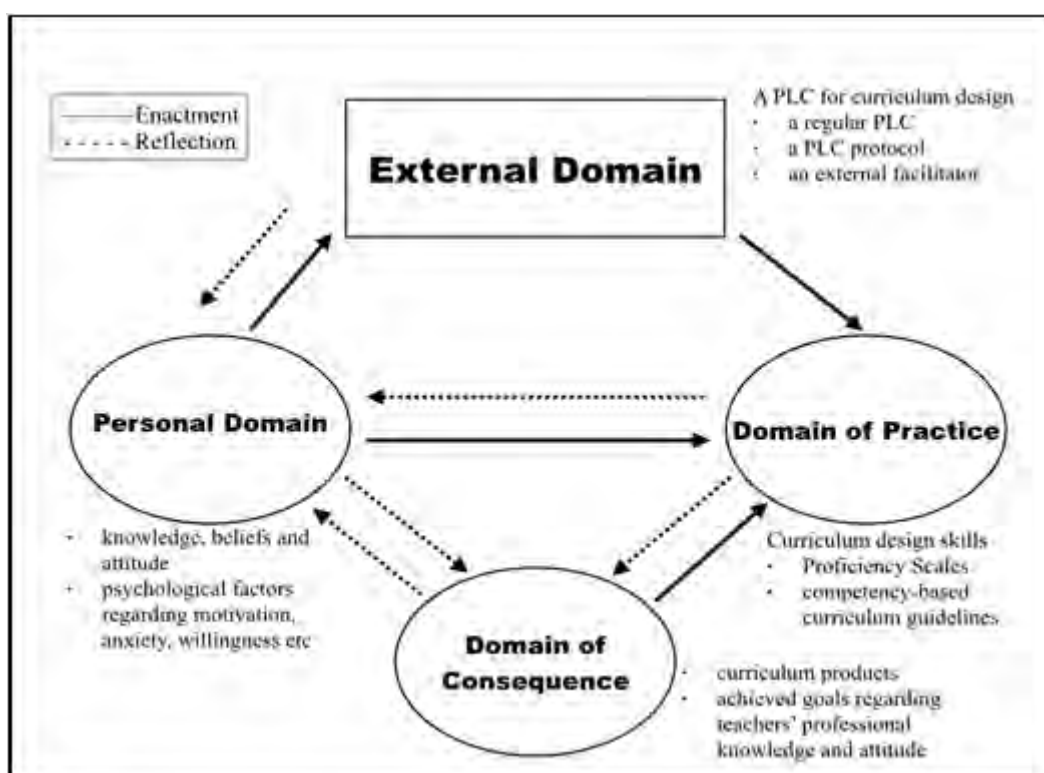 Enactment
Reflection
A PLC for curriculum design
· a regular PLC
· a PLC protocol
· an external facilitator
External Domain
Personal Domain
Domain of Practice
· knowledge, beliefs and
attitude
· psychological factors
regarding motivation,
anxiety, willingness etc
Curriculum design skills
· Proficiency Scales
· competency-based
curriculum guidelines
Domain of
Consequence
· curriculum products
· achieved goals regarding
teachers' professional
knowledge and attitude